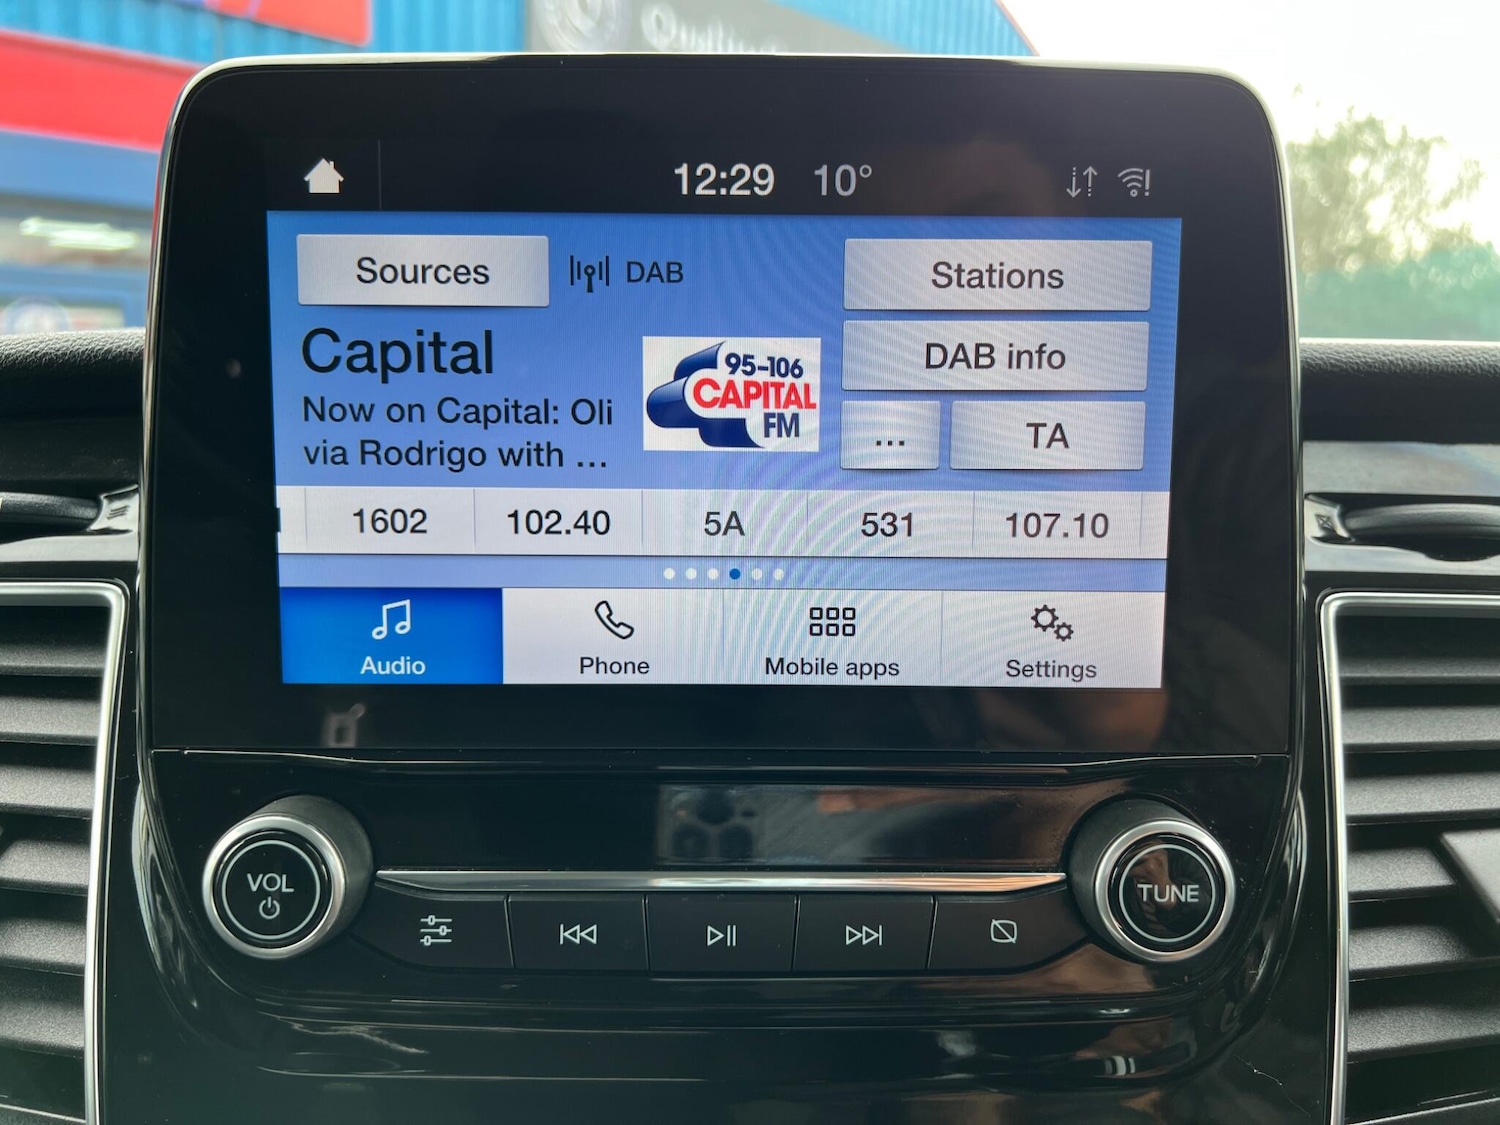 12:29 10°
Sources DAB Stations
Capital
95-106
CAPITAL
FM
DAB info
Now on Capital: Oli
via Rodrigo with ...
... TA
1602 102.40 5A 531 107.10
Audio Phone Mobile apps Settings
VOL
TUNE